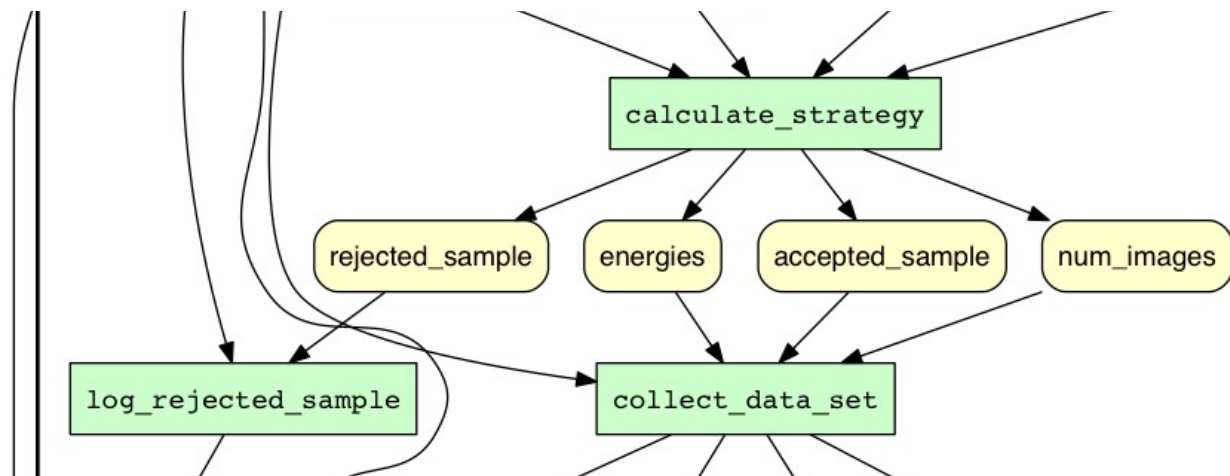 calculate_strategy
rejected_sample
energies
accepted_sample
num_images
log_rejected_sample
collect_data_set